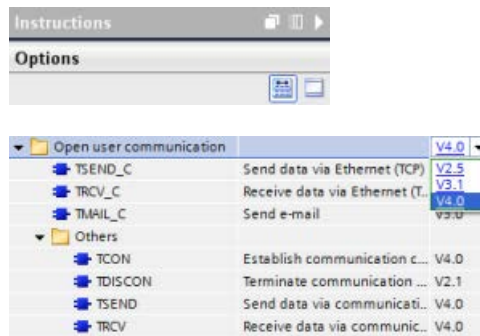 Instructions
Options
Open user communication V4.0
TSEND_C Send data via Ethernet (TCP) V2.5
V3.1
TRCV_C Receive data via Ethernet (T...
V4.0
TMAIL_C Send e-mail V3.0
Others
TCON Establish communication c... V4.0
TDISCON Terminate communication ... V2.1
TSEND Send data via communicati.. V4.0
TRCV Receive data via communic.. V4.0